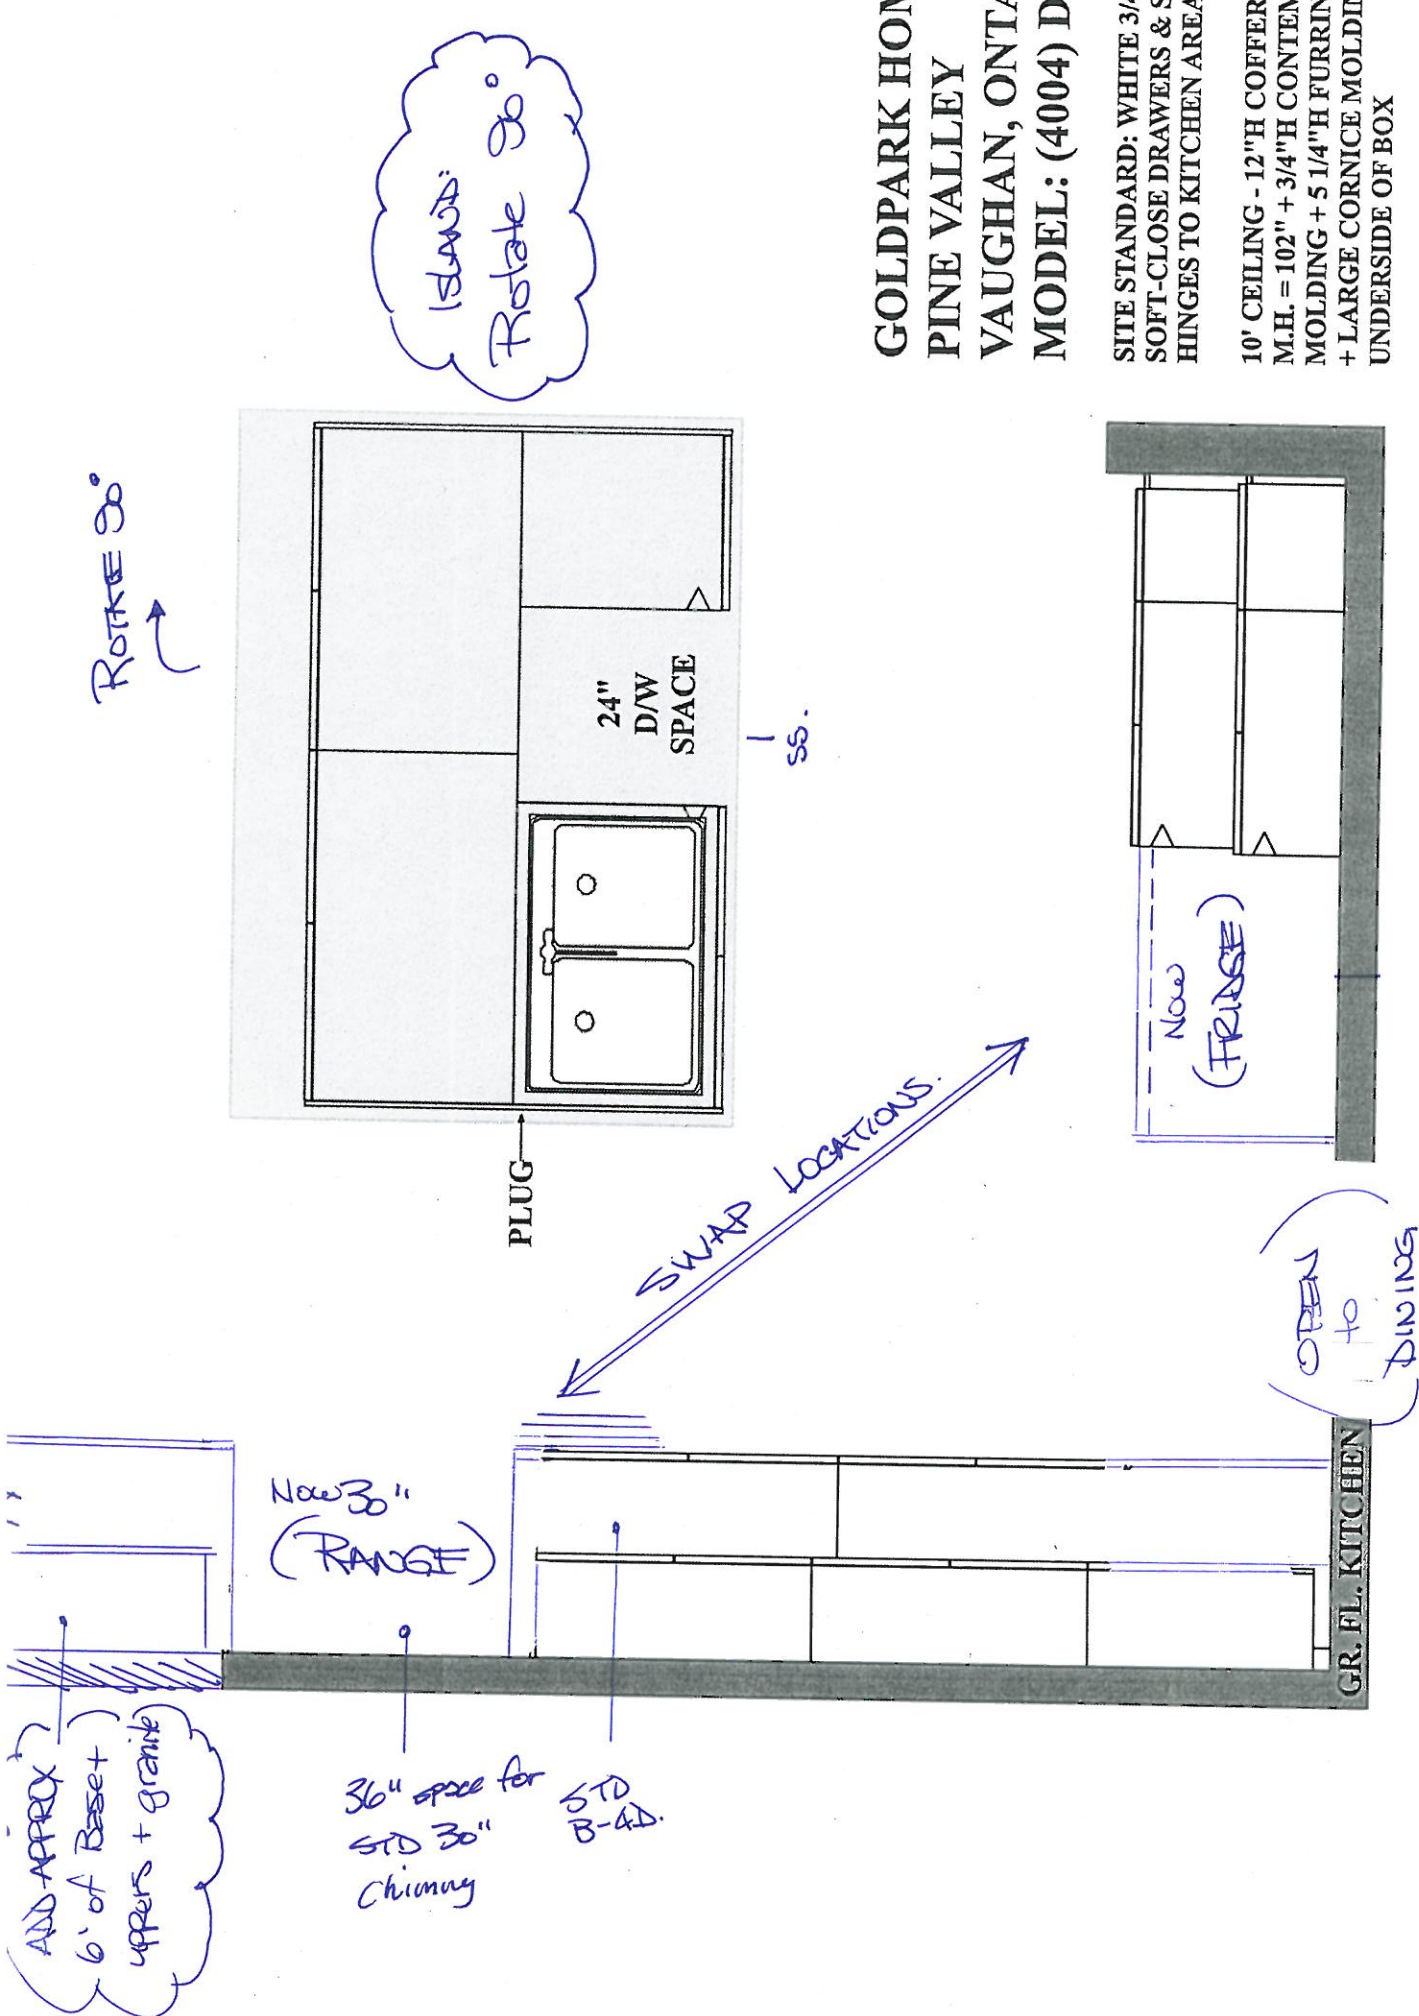 ADD APPROX
6' of Base +
uppers + granite
36" space for
STD 30"
Chimney
STD
B-4D.
Now 30"
(RANGE)
GR. FL. KITCHEN
OPEN
to
DINING
SWAP LOCATIONS.
PLUG
ROTATE 90°
24"
D/W
SPACE
SS.
Now
(FRIDGE)
"ISLAND"
Rotate 90°
GOLDPARK HOM
PINE VALLEY
VAUGHAN, ONTA
MODEL: (4004) D
SITE STANDARD: WHITE 3/4
SOFT-CLOSE DRAWERS & S
HINGES TO KITCHEN AREA
10' CEILING - 12"H COFFER
M.H. = 102" + 3/4"H CONTEM
MOLDING + 5 1/4"H FURRIN
+ LARGE CORNICE MOLDIN
UNDERSIDE OF BOX